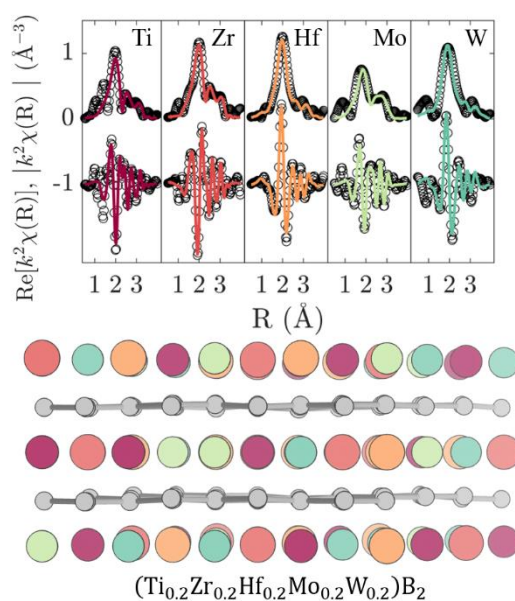 Ti Zr Hf Mo W
Re[k²χ(R)], |k²χ(R) | (Å⁻³)
1
0
-1
1 2 3 1 2 3 1 2 3 1 2 3 1 2 3
R (Å)
(Ti₀.₂Zr₀.₂Hf₀.₂Mo₀.₂W₀.₂)B₂